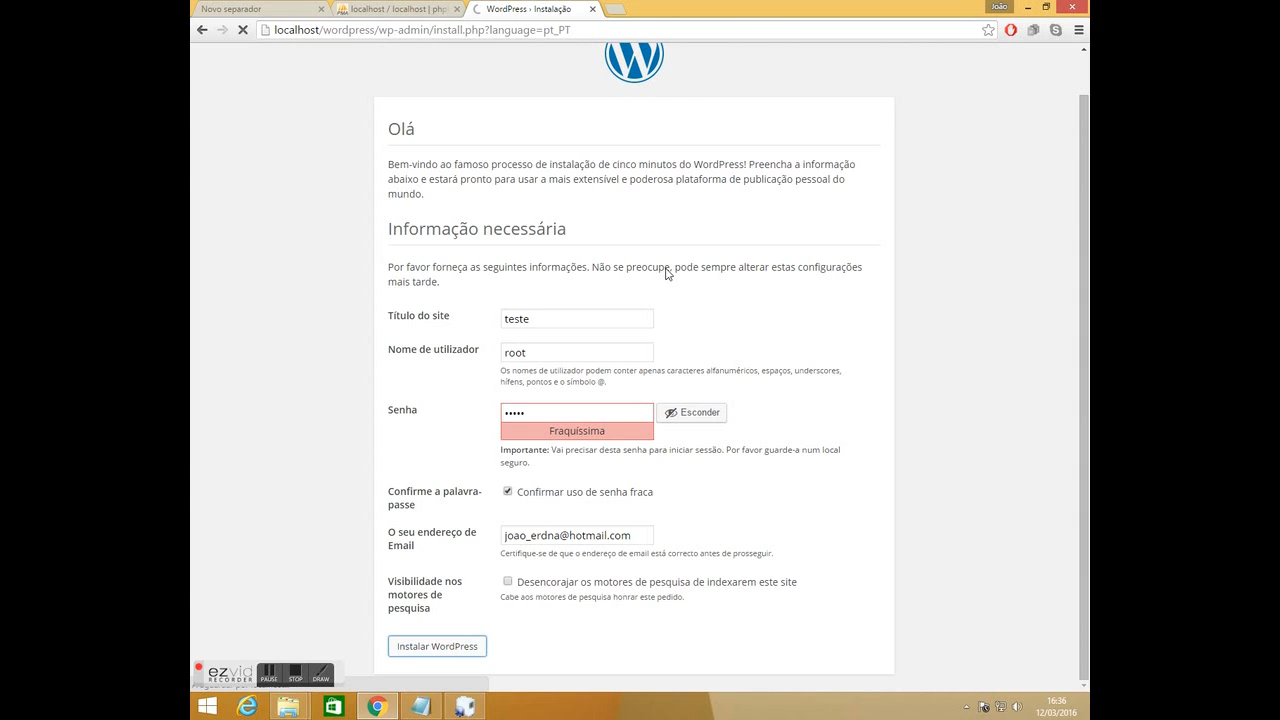 Novo separador
localhost / localhost | php
WordPress › Instalação
João
localhost/wordpress/wp-admin/install.php?language=pt_PT
Olá
Bem-vindo ao famoso processo de instalação de cinco minutos do WordPress! Preencha a informação
abaixo e estará pronto para usar a mais extensível e poderosa plataforma de publicação pessoal do
mundo.
Informação necessária
Por favor forneça as seguintes informações. Não se preocupe, pode sempre alterar estas configurações
mais tarde.
Título do site
teste
Nome de utilizador
root
Os nomes de utilizador podem conter apenas caracteres alfanuméricos, espaços, underscores,
hífens, pontos e o símbolo @.
Senha
•••••
Esconder
Fraquíssima
Importante: Vai precisar desta senha para iniciar sessão. Por favor guarde-a num local
seguro.
Confirme a palavra-
passe
Confirmar uso de senha fraca
O seu endereço de
Email
joao_erdna@hotmail.com
Certifique-se de que o endereço de email está correcto antes de prosseguir.
Visibilidade nos
motores de
pesquisa
Desencorajar os motores de pesquisa de indexarem este site
Cabe aos motores de pesquisa honrar este pedido.
Instalar WordPress
ezvid
RECORDER
PAUSE
STOP
DRAW
16:36
12/03/2016